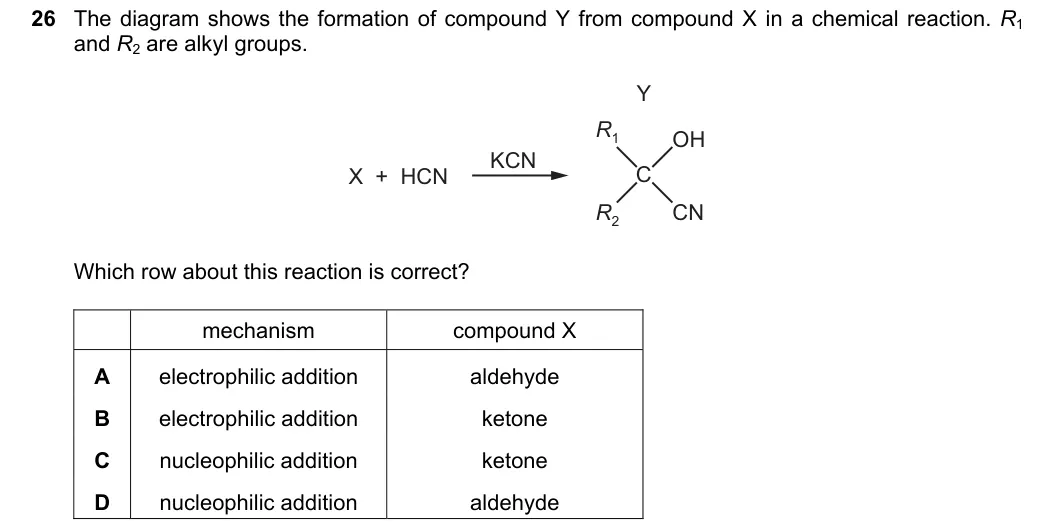 26 The diagram shows the formation of compound Y from compound X in a chemical reaction. R₁
and R₂ are alkyl groups.
Y
R₁ OH
X + HCN KCN C
R₂ CN
Which row about this reaction is correct?
mechanism compound X
A electrophilic addition aldehyde
B electrophilic addition ketone
C nucleophilic addition ketone
D nucleophilic addition aldehyde